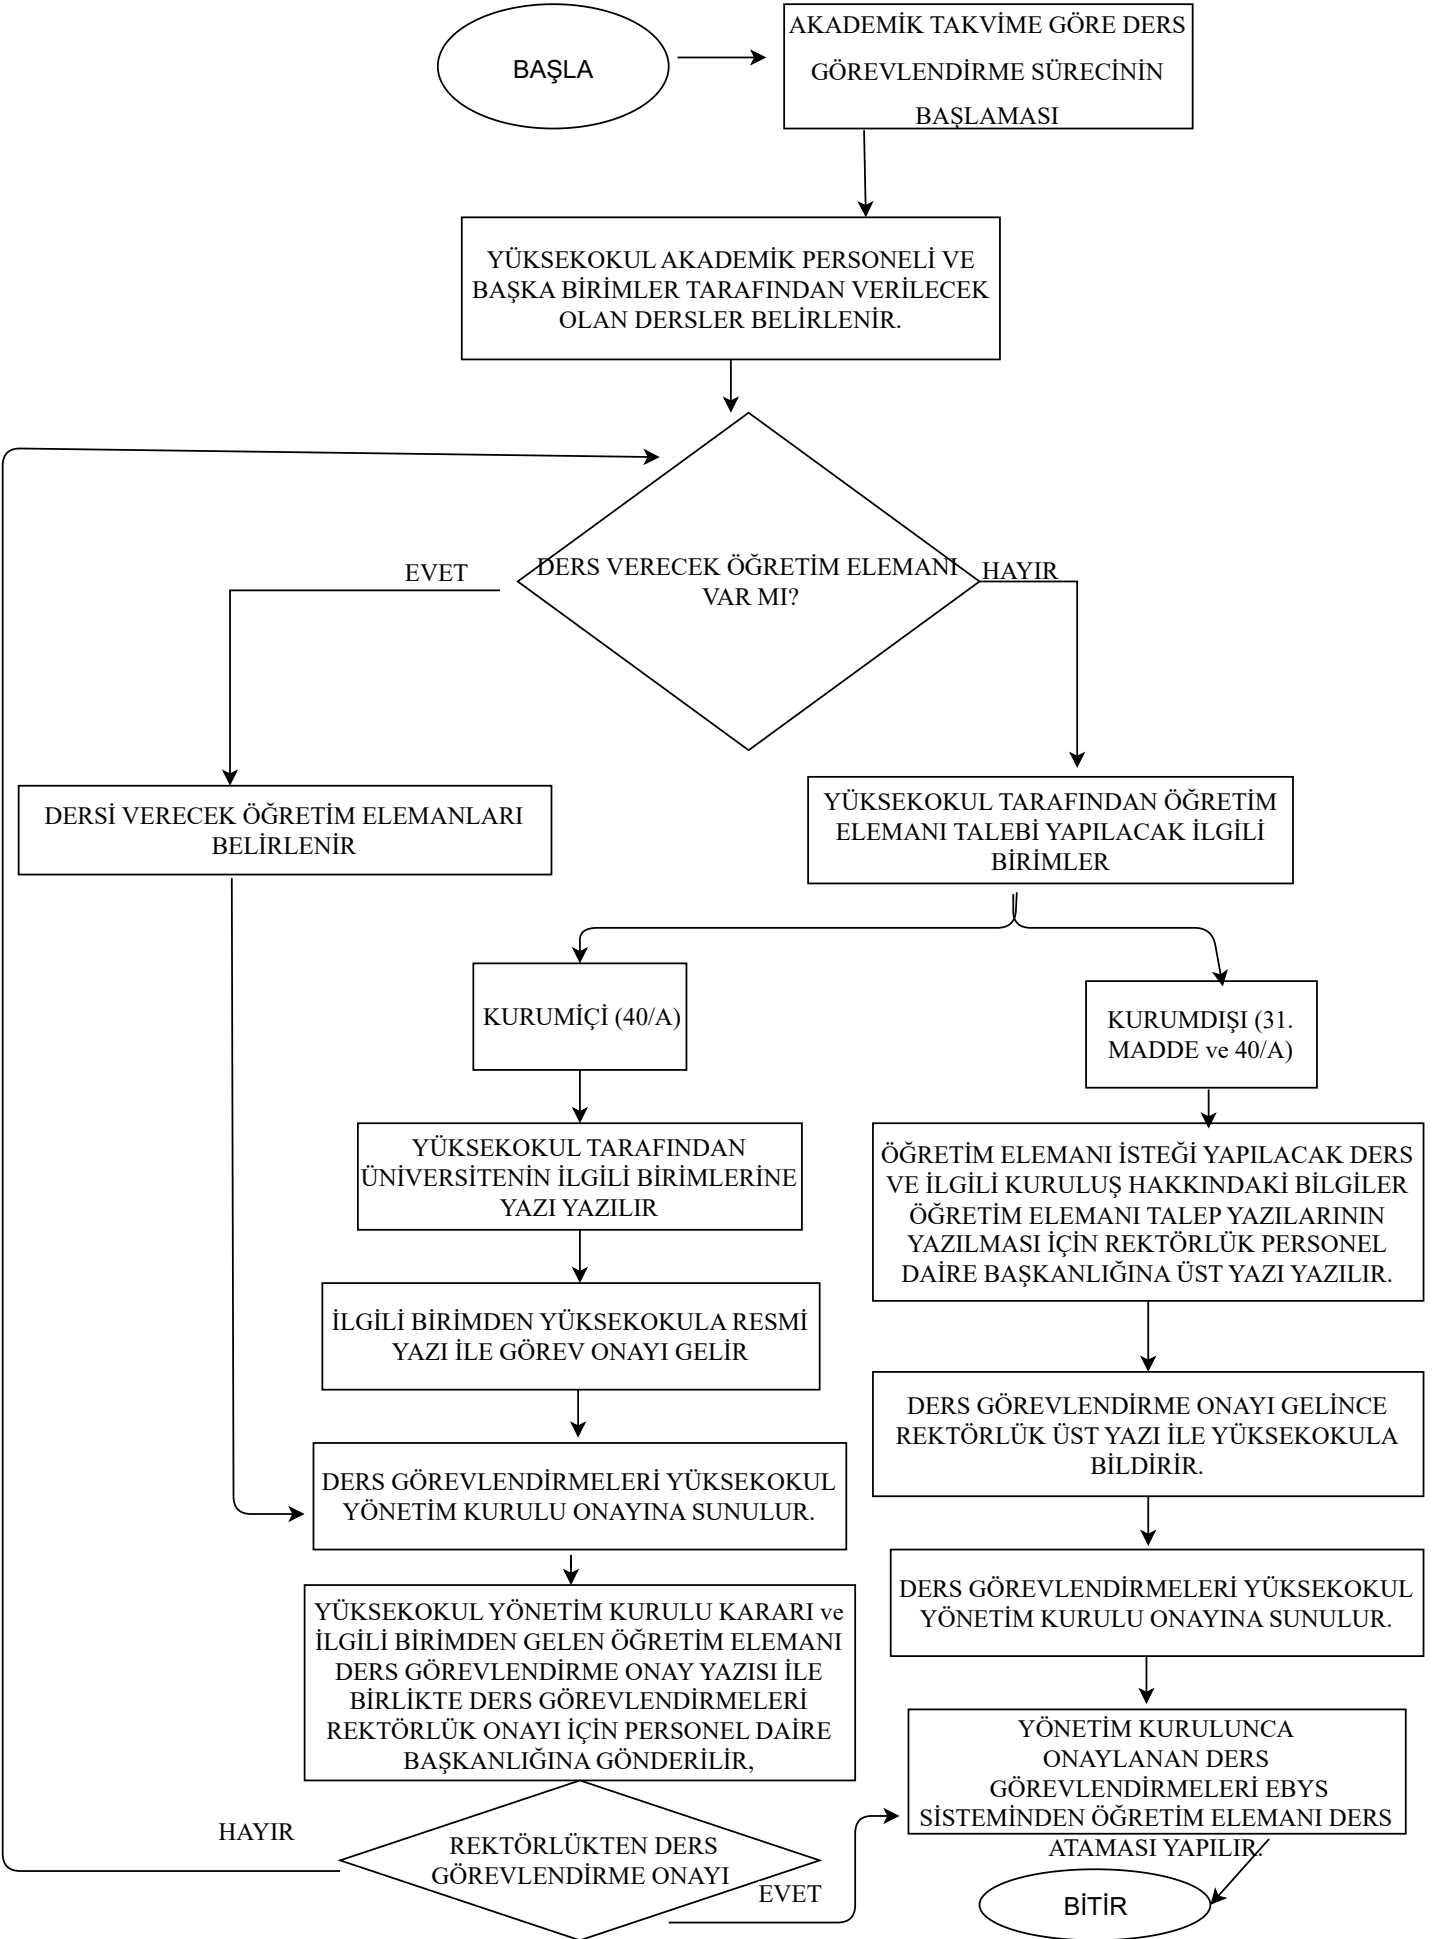 BAŞLA
AKADEMİK TAKVİME GÖRE DERS
GÖREVLENDİRME SÜRECİNİN
BAŞLAMASI
YÜKSEKOKUL AKADEMİK PERSONELİ VE
BAŞKA BİRİMLER TARAFINDAN VERİLECEK
OLAN DERSLER BELİRLENİR.
DERS VERECEK ÖĞRETİM ELEMANI
VAR MI?
EVET
HAYIR
DERSİ VERECEK ÖĞRETİM ELEMANLARI
BELİRLENİR
YÜKSEKOKUL TARAFINDAN ÖĞRETİM
ELEMANI TALEBİ YAPILACAK İLGİLİ
BİRİMLER
KURUMİÇİ (40/A)
KURUMDIŞI (31.
MADDE ve 40/A)
YÜKSEKOKUL TARAFINDAN
ÜNİVERSİTENİN İLGİLİ BİRİMLERİNE
YAZI YAZILIR
ÖĞRETİM ELEMANI İSTEĞİ YAPILACAK DERS
VE İLGİLİ KURULUŞ HAKKINDAKİ BİLGİLER
ÖĞRETİM ELEMANI TALEP YAZILARININ
YAZILMASI İÇİN REKTÖRLÜK PERSONEL
DAİRE BAŞKANLIĞINA ÜST YAZI YAZILIR.
İLGİLİ BİRİMDEN YÜKSEKOKULA RESMİ
YAZI İLE GÖREV ONAYI GELİR
DERS GÖREVLENDİRME ONAYI GELİNCE
REKTÖRLÜK ÜST YAZI İLE YÜKSEKOKULA
BİLDİRİR.
DERS GÖREVLENDİRMELERİ YÜKSEKOKUL
YÖNETİM KURULU ONAYINA SUNULUR.
DERS GÖREVLENDİRMELERİ YÜKSEKOKUL
YÖNETİM KURULU ONAYINA SUNULUR.
YÜKSEKOKUL YÖNETİM KURULU KARARI ve
İLGİLİ BİRİMDEN GELEN ÖĞRETİM ELEMANI
DERS GÖREVLENDİRME ONAY YAZISI İLE
BİRLİKTE DERS GÖREVLENDİRMELERİ
REKTÖRLÜK ONAYI İÇİN PERSONEL DAİRE
BAŞKANLIĞINA GÖNDERİLİR,
YÖNETİM KURULUNCA
ONAYLANAN DERS
GÖREVLENDİRMELERİ EBYS
SİSTEMİNDEN ÖĞRETİM ELEMANI DERS
ATAMASI YAPILIR.
HAYIR
REKTÖRLÜKTEN DERS
GÖREVLENDİRME ONAYI
EVET
BİTİR